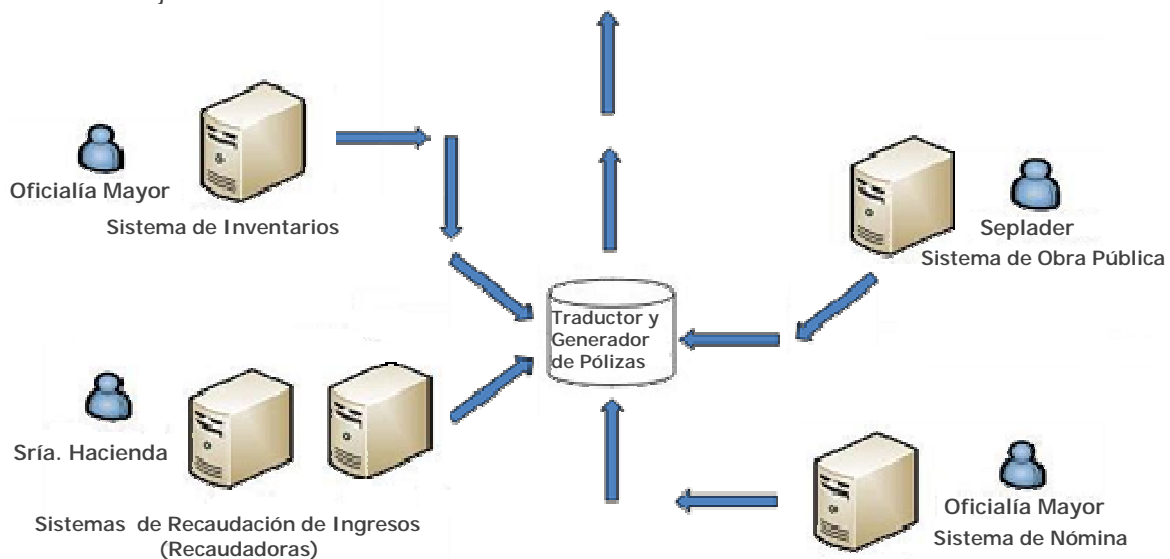 Oficialía Mayor
Sistema de Inventarios
Seplader
Sistema de Obra Pública
Traductor y
Generador
de Pólizas
Sría. Hacienda
Sistemas de Recaudación de Ingresos
(Recaudadoras)
Oficialía Mayor
Sistema de Nómina